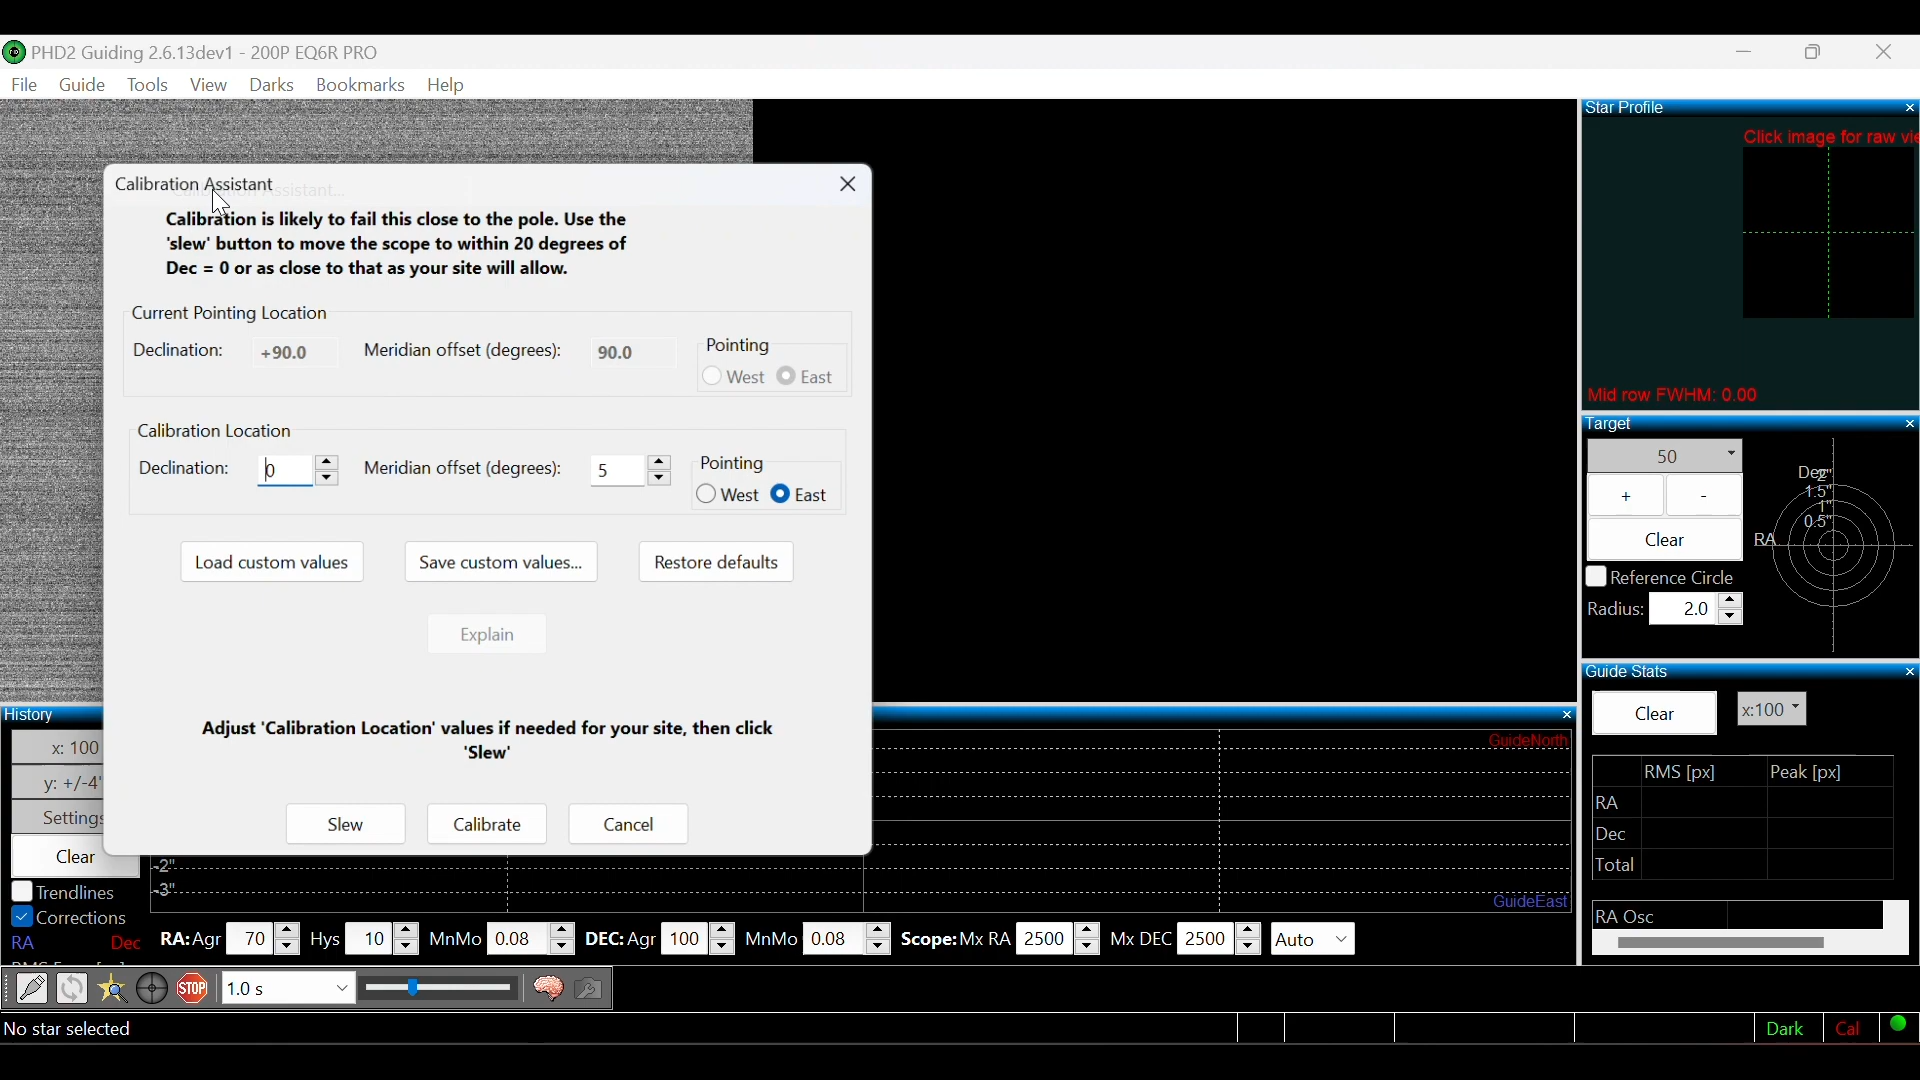 PHD2 Guiding 2.6.13dev1 - 200P EQ6R PRO
File Guide Tools View Darks Bookmarks Help
Star Profile
Click image for raw vie
Mid row FWHM: 0.00
Calibration Assistant
Calibration is likely to fail this close to the pole. Use the
'slew' button to move the scope to within 20 degrees of
Dec = 0 or as close to that as your site will allow.
Current Pointing Location
Declination: +90.0 Meridian offset (degrees): 90.0
Pointing
West East
Calibration Location
Declination: 0 Meridian offset (degrees): 5
Pointing
West East
Load custom values Save custom values... Restore defaults
Explain
Adjust 'Calibration Location' values if needed for your site, then click
'Slew'
Slew Calibrate Cancel
Target
50
+ -
Clear
Reference Circle
Radius: 2.0
Dec
2"
1.5"
1"
0.5"
RA
Guide Stats
Clear x:100
RMS [px] Peak [px]
RA
Dec
Total
RA Osc
History
x: 100
y: +/-4"
Settings
Clear
Trendlines
Corrections
RA Dec
GuideNorth
-2"
-3"
GuideEast
RA: Agr 70 Hys 10 MnMo 0.08 DEC: Agr 100 MnMo 0.08 Scope: Mx RA 2500 Mx DEC 2500 Auto
STOP 1.0 s
No star selected
Dark Cal